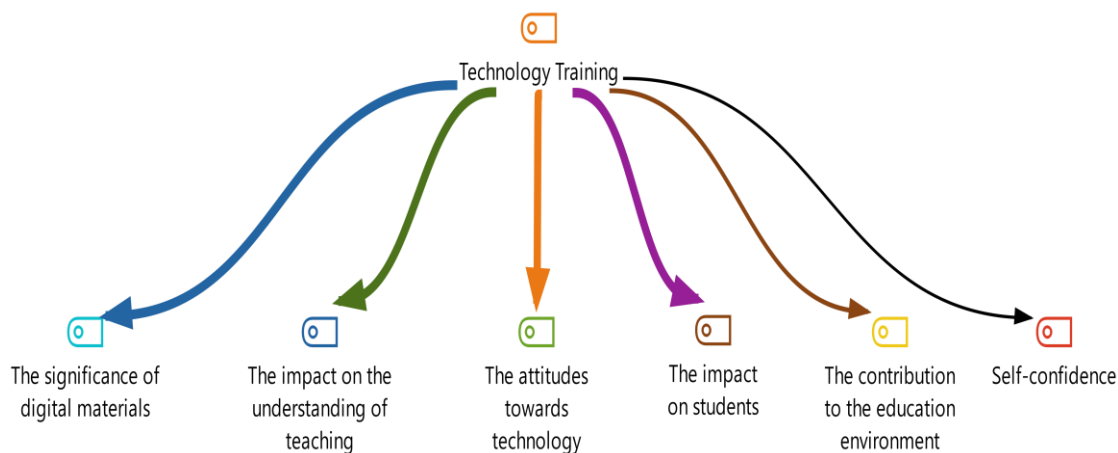 Technology Training
The significance of
digital materials
The impact on the
understanding of
teaching
The attitudes
towards
technology
The impact
on students
The contribution
to the education
environment
Self-confidence